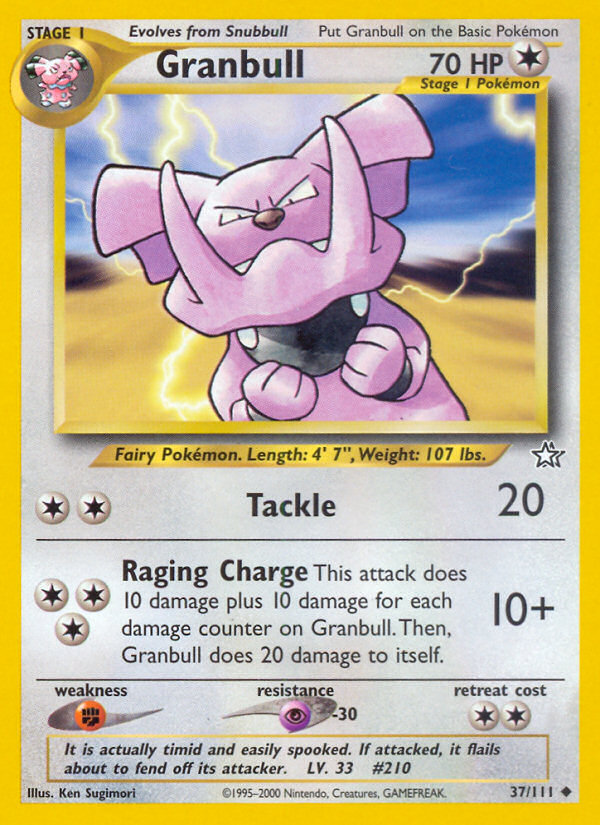 STAGE 1 Evolves from Snubbull Put Granbull on the Basic Pokémon
Granbull 70 HP
Stage 1 Pokémon
Fairy Pokémon. Length: 4' 7", Weight: 107 lbs.
Tackle 20
Raging Charge This attack does
10 damage plus 10 damage for each
damage counter on Granbull. Then,
Granbull does 20 damage to itself.
10+
weakness resistance retreat cost
-30
It is actually timid and easily spooked. If attacked, it flails
about to fend off its attacker. LV. 33 #210
Illus. Ken Sugimori ©1995-2000 Nintendo, Creatures, GAMEFREAK. 37/111